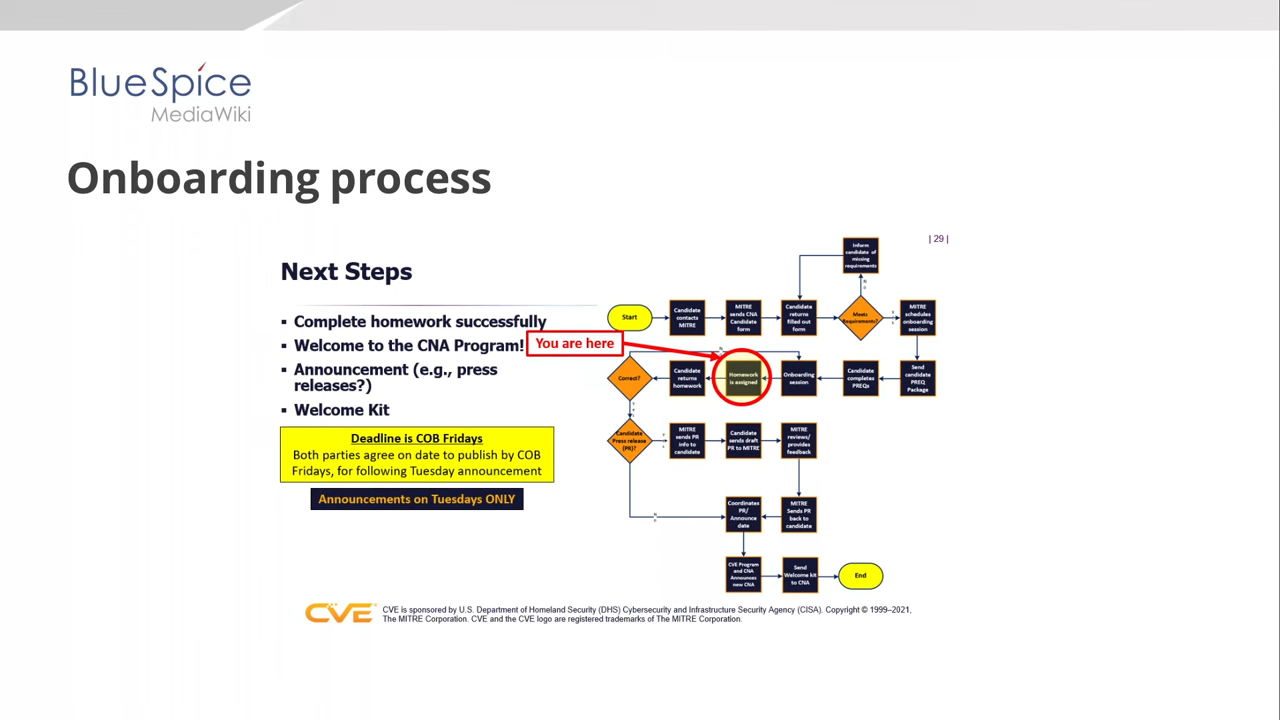 BlueSpice
MediaWiki
Onboarding process
| 29 |
Next Steps
▪ Complete homework successfully
▪ Welcome to the CNA Program!
▪ Announcement (e.g., press
releases?)
▪ Welcome Kit
Deadline is COB Fridays
Both parties agree on date to publish by COB
Fridays, for following Tuesday announcement
Announcements on Tuesdays ONLY
You are here
Inform
candidate of
missing
requirements
N
o
Start
Candidate
contacts
MITRE
MITRE
sends CNA
Candidate
form
Candidate
returns
filled out
form
Meets
Requirements?
Y
e
s
MITRE
schedules
onboarding
session
Send
candidate
PREQ
Package
Candidate
completes
PREQs
Onboarding
session
Homework
is assigned
Candidate
returns
homework
Correct?
N
Y
e
s
Candidate
Press release
(PR)?
Y
e
s
MITRE
sends PR
info to
candidate
Candidate
sends draft
PR to MITRE
MITRE
reviews/
provides
feedback
MITRE
Sends PR
back to
candidate
N
o
Coordinates
PR/
Announce
date
CVE Program
and CNA
Announces
new CNA
Send
Welcome kit
to CNA
End
CVE
CVE is sponsored by U.S. Department of Homeland Security (DHS) Cybersecurity and Infrastructure Security Agency (CISA). Copyright © 1999–2021,
The MITRE Corporation. CVE and the CVE logo are registered trademarks of The MITRE Corporation.